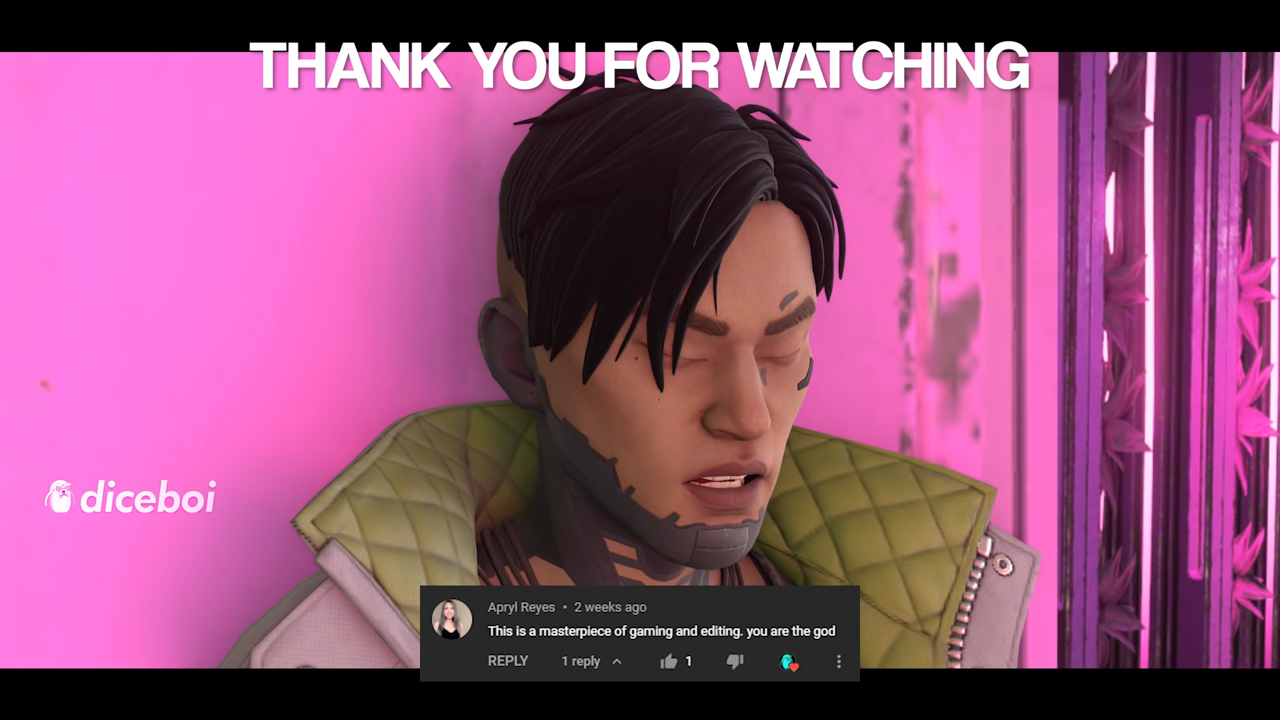 THANK YOU FOR WATCHING
diceboi
Apryl Reyes • 2 weeks ago
This is a masterpiece of gaming and editing. you are the god
REPLY 1 reply 1